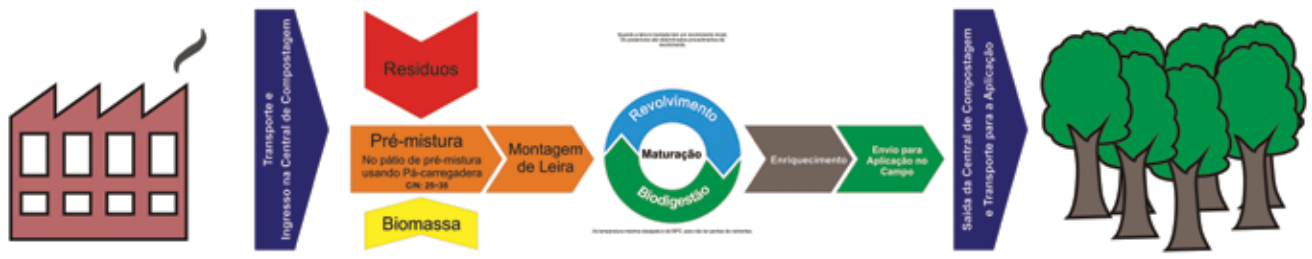 Transporte e
Ingresso na Central de Compostagem
Resíduos
Pré-mistura
No pátio de pré-mistura
usando Pá-carregadera
C/N: 25~35
Biomassa
Montagem
de Leira
Revolvimento
Maturação
Biodigestão
Enriquecimento
Envio para
Aplicação no
Campo
Saída da Central de Compostagem
e Transporte para a Aplicação